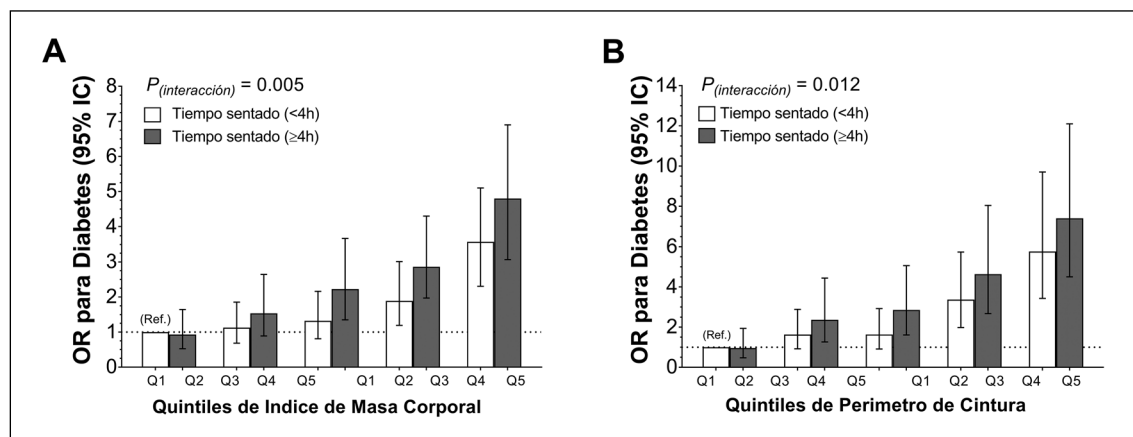 A
P(interacción) = 0.005
Tiempo sentado (<4h)
Tiempo sentado (≥4h)
OR para Diabetes (95% IC)
8
7
6
5
4
3
2
1
0
(Ref.)
Q1 Q2 Q3 Q4 Q5 Q1 Q2 Q3 Q4 Q5
Quintiles de Indice de Masa Corporal
B
P(interacción) = 0.012
Tiempo sentado (<4h)
Tiempo sentado (≥4h)
OR para Diabetes (95% IC)
14
12
10
8
6
4
2
0
(Ref.)
Q1 Q2 Q3 Q4 Q5 Q1 Q2 Q3 Q4 Q5
Quintiles de Perimetro de Cintura